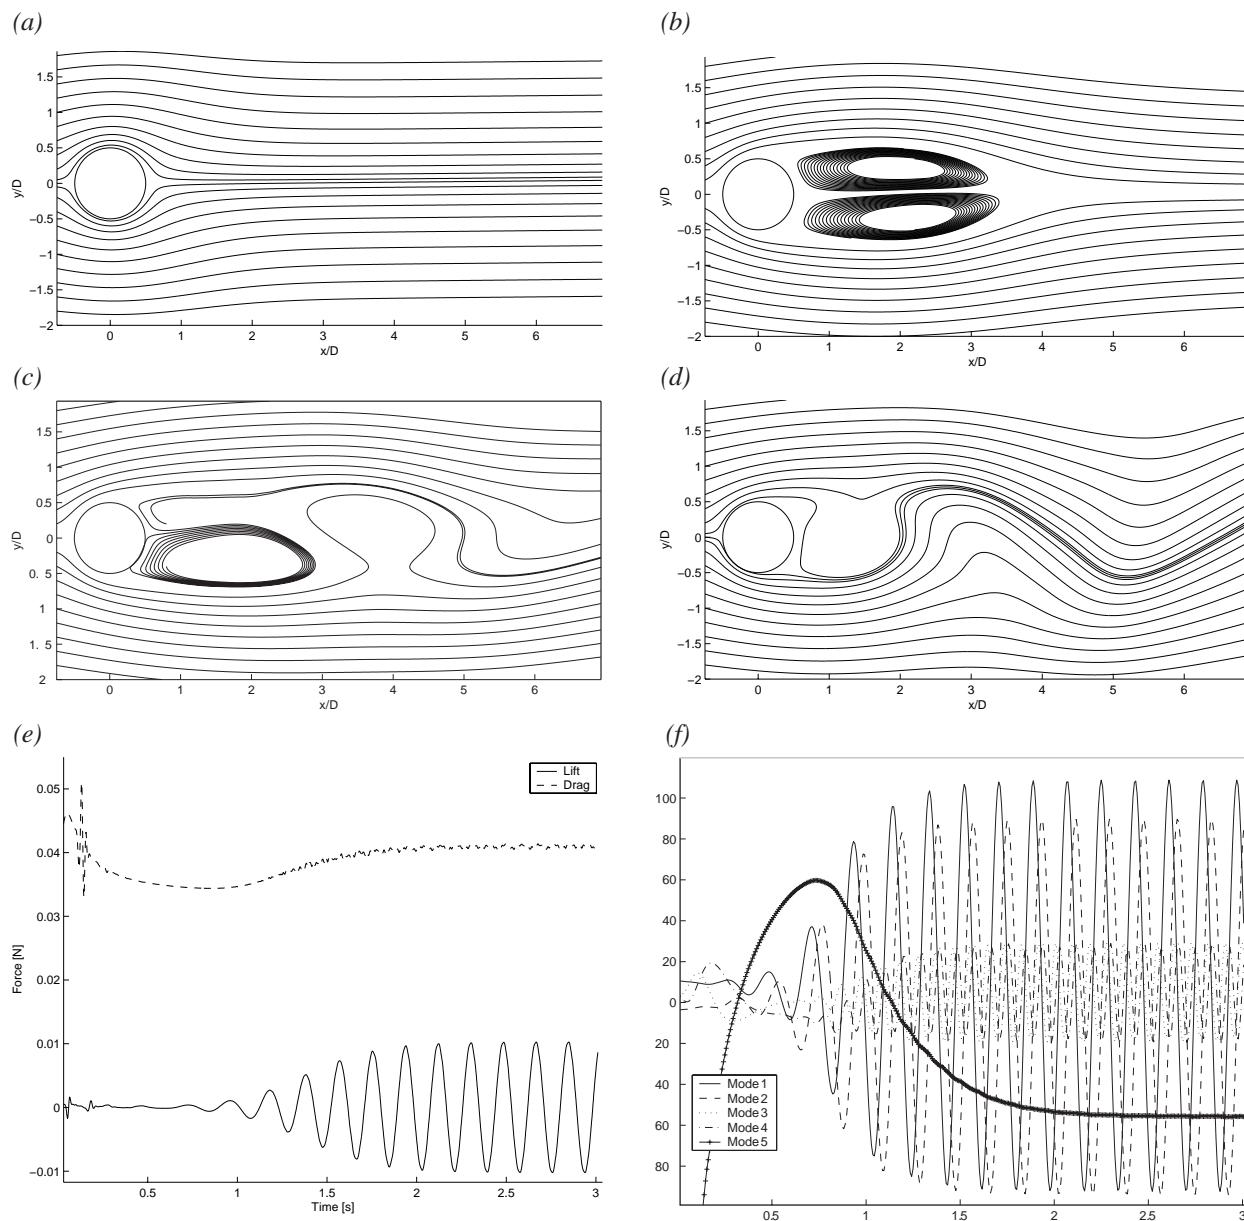 (a)
(b)
1.5
1
0.5
0
−0.5
−1
−1.5
−2
y/D
0 1 2 3 4 5 6
x/D
1.5
1
0.5
0
−0.5
−1
−1.5
−2
y/D
0 1 2 3 4 5 6
x/D
(c)
(d)
1.5
1
0.5
0
0. 5
1
1. 5
2
y/D
0 1 2 3 4 5 6
x/D
1.5
1
0.5
0
−0.5
−1
−1.5
−2
y/D
0 1 2 3 4 5 6
x/D
(e)
(f)
0.05
0.04
0.03
0.02
0.01
0
−0.01
Force [N]
Lift
Drag
0.5 1 1.5 2 2.5 3
Time [s]
100
80
60
40
20
0
20
40
60
80
Mode 1
Mode 2
Mode 3
Mode 4
Mode 5
0.5 1 1.5 2 2.5 3